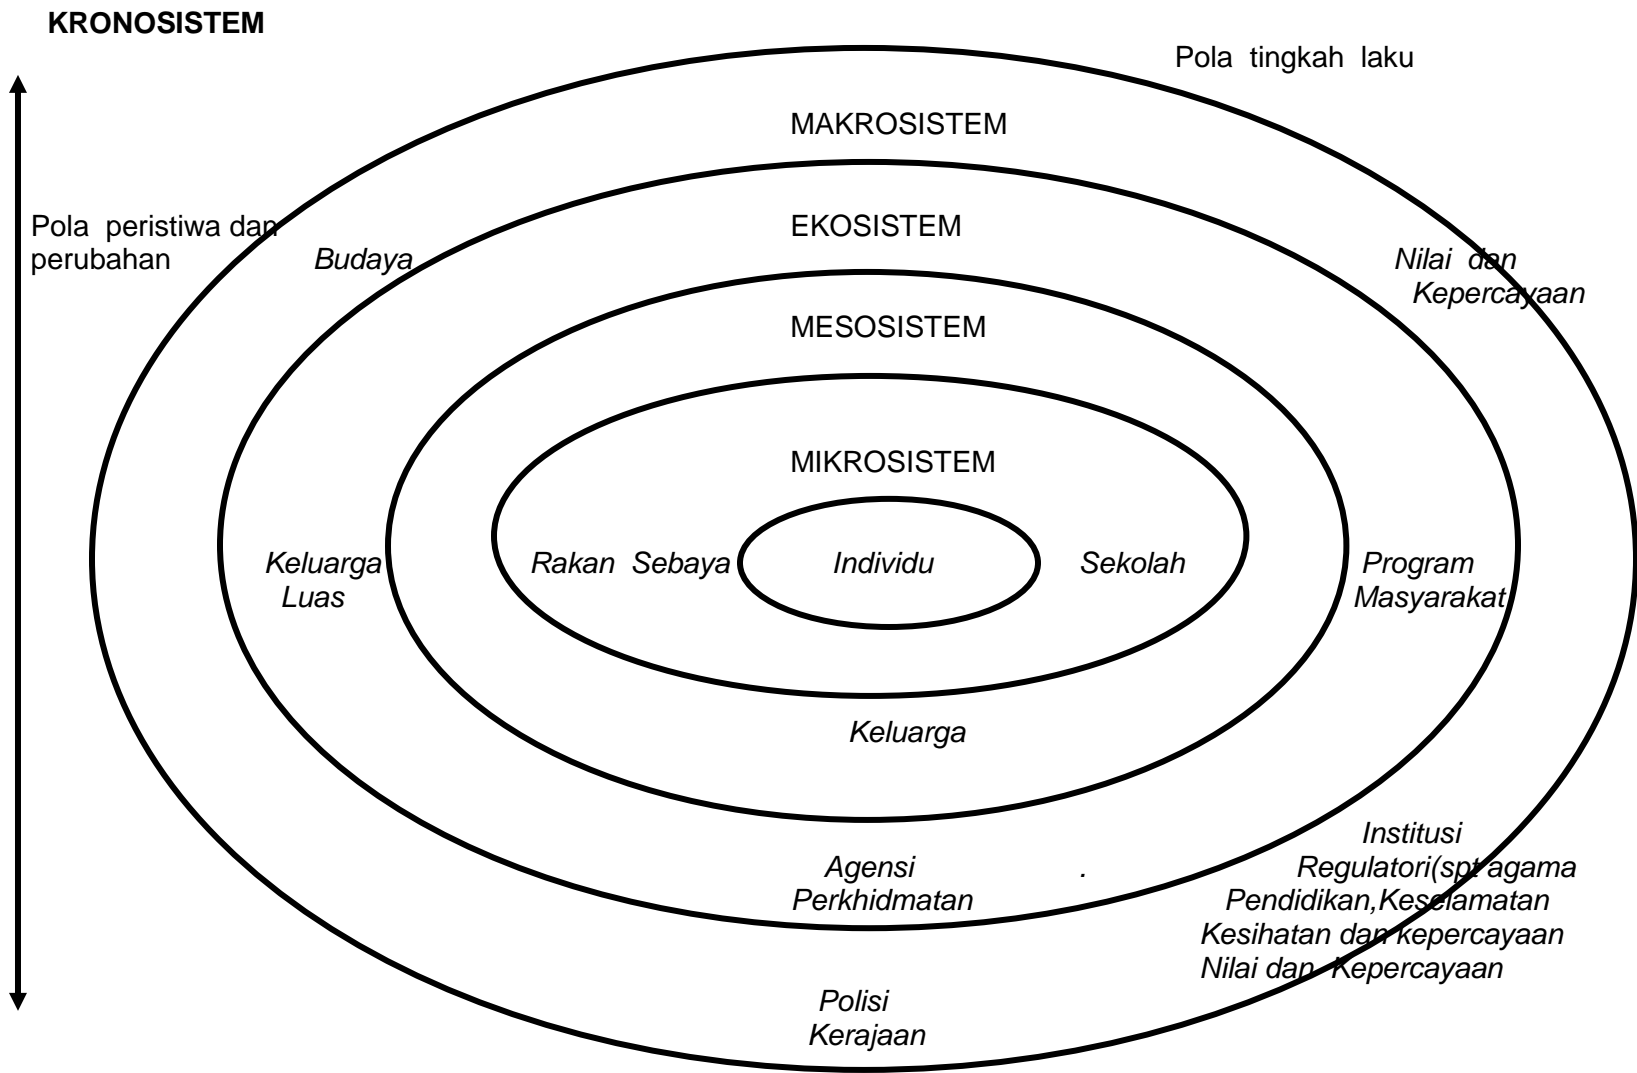 KRONOSISTEM
Pola tingkah laku
MAKROSISTEM
Pola peristiwa dan
perubahan
EKOSISTEM
Budaya
Nilai dan
Kepercayaan
MESOSISTEM
MIKROSISTEM
Keluarga
Luas
Rakan Sebaya
Individu
Sekolah
Program
Masyarakat
Keluarga
Agensi
Perkhidmatan
.
Institusi
Regulatori(spt agama
Pendidikan,Keselamatan
Kesihatan dan kepercayaan
Nilai dan Kepercayaan
Polisi
Kerajaan